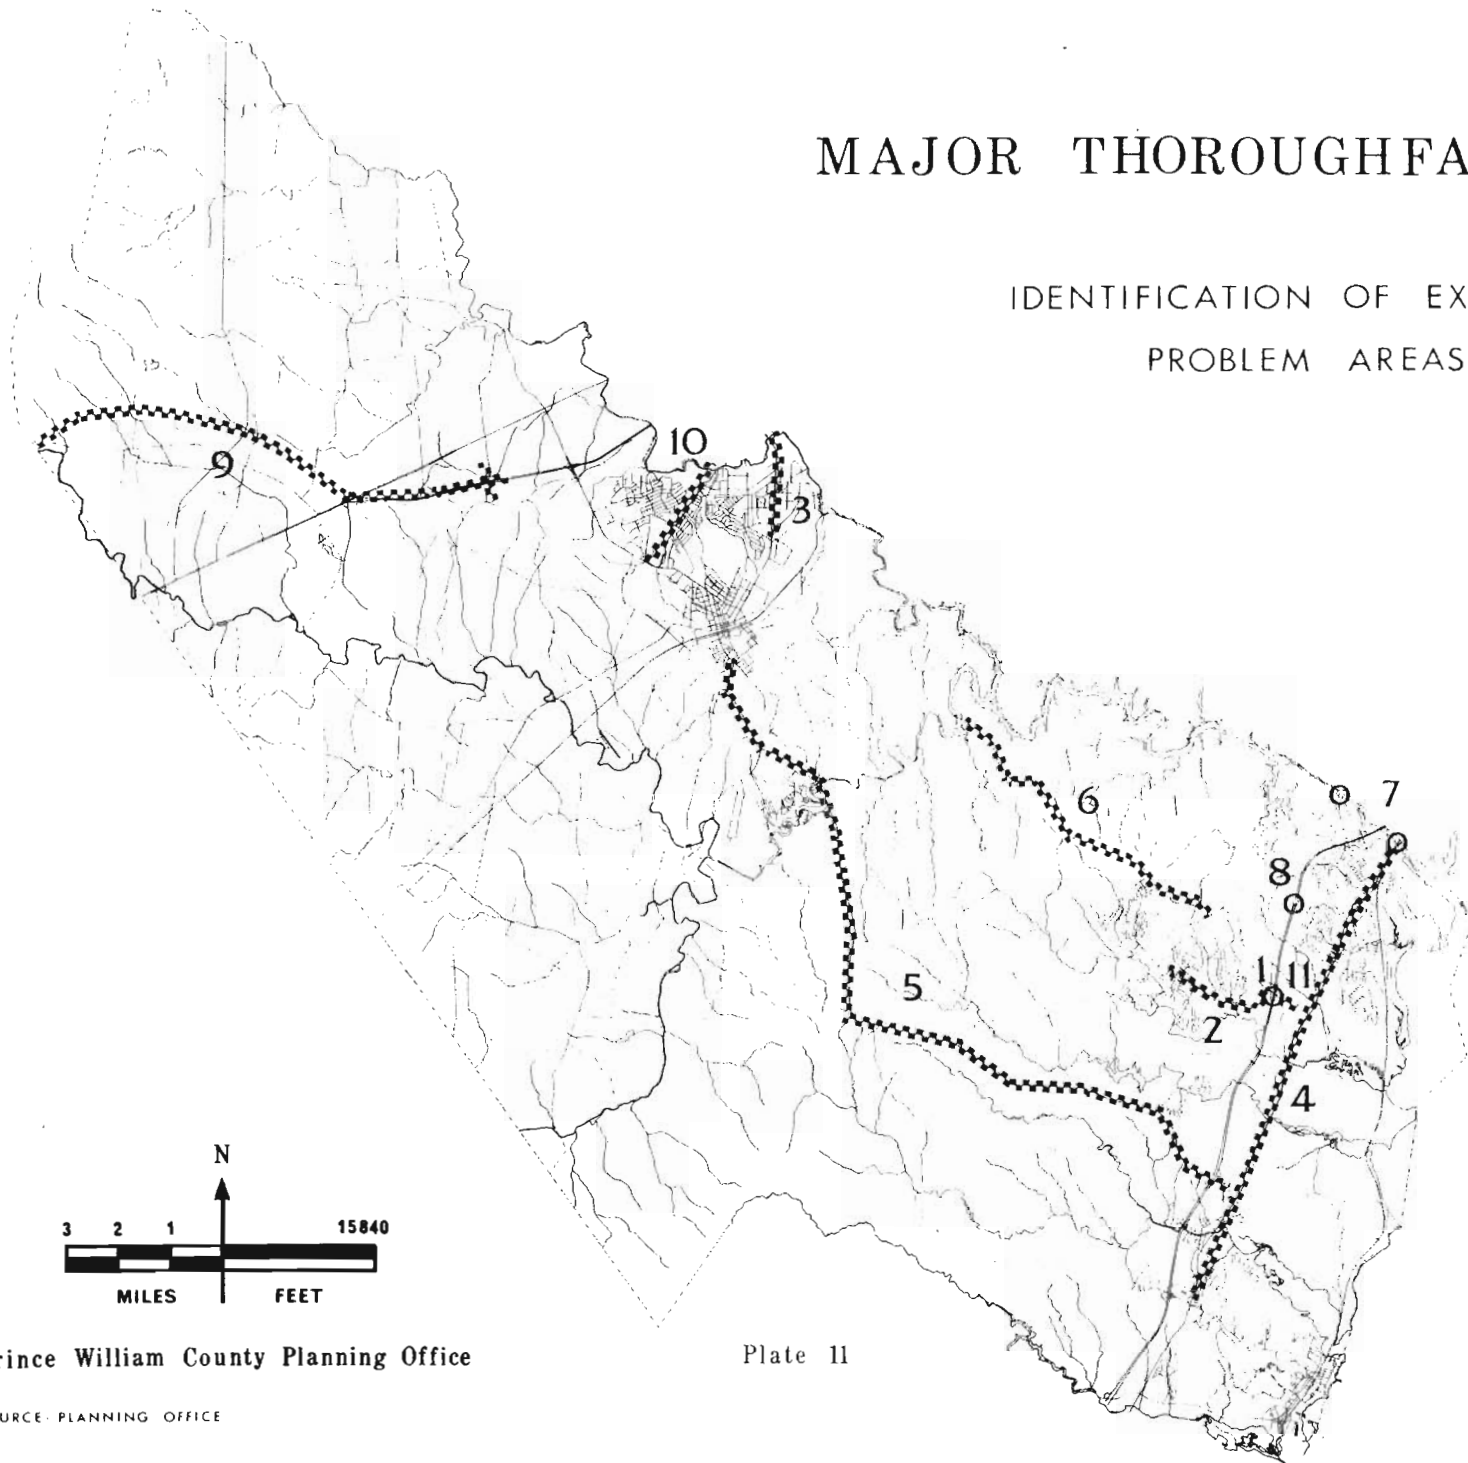 MAJOR THOROUGHFA
IDENTIFICATION OF EX
PROBLEM AREAS
10
9
3
7
6
8
1 11
5
2
4
N
3 2 1 15840
MILES FEET
rince William County Planning Office
Plate 11
URCE· PLANNING OFFICE